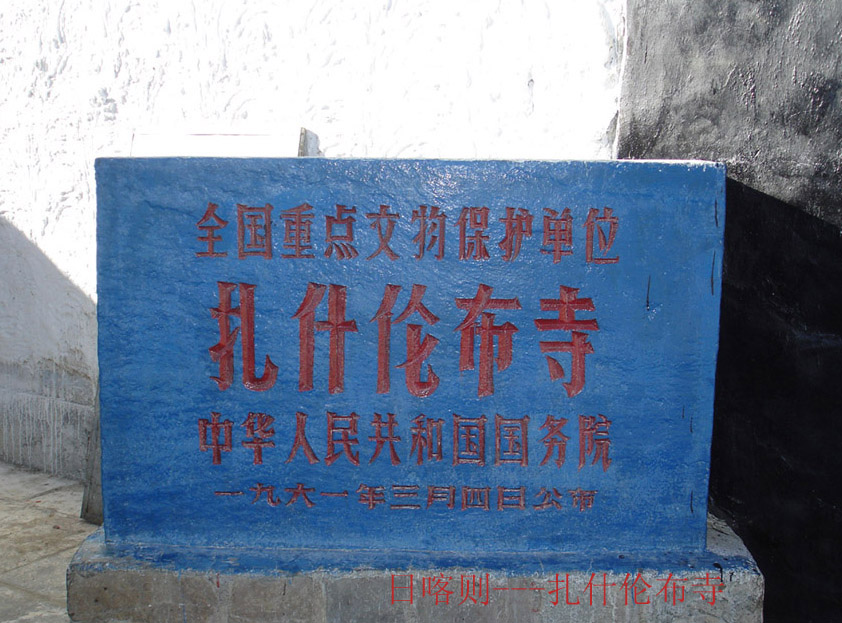 全国重点文物保护单位
扎什伦布寺
中华人民共和国国务院
一九六一年三月四日公布
日喀则---扎什伦布寺